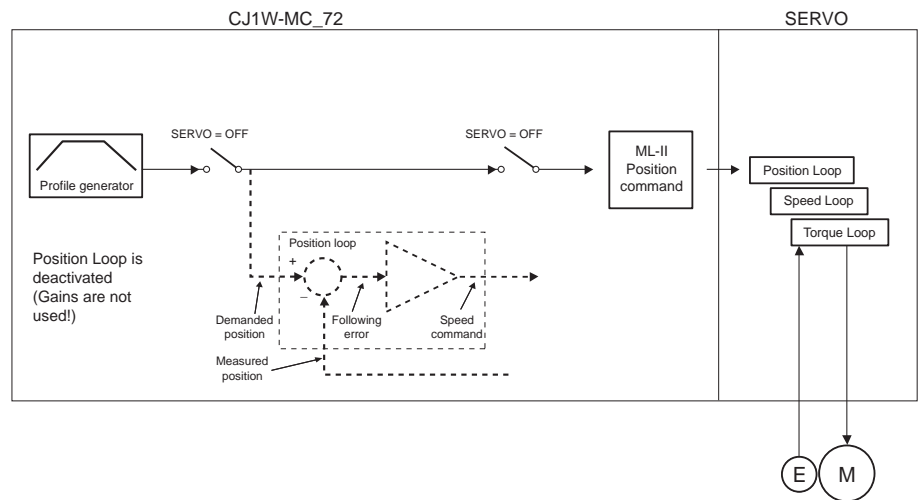 CJ1W-MC_72
SERVO
SERVO = OFF
SERVO = OFF
Profile generator
ML-II
Position
command
Position Loop
Speed Loop
Torque Loop
Position Loop is
deactivated
(Gains are not
used!)
Position loop
+
_
Demanded
position
Following
error
Speed
command
Measured
position
E
M